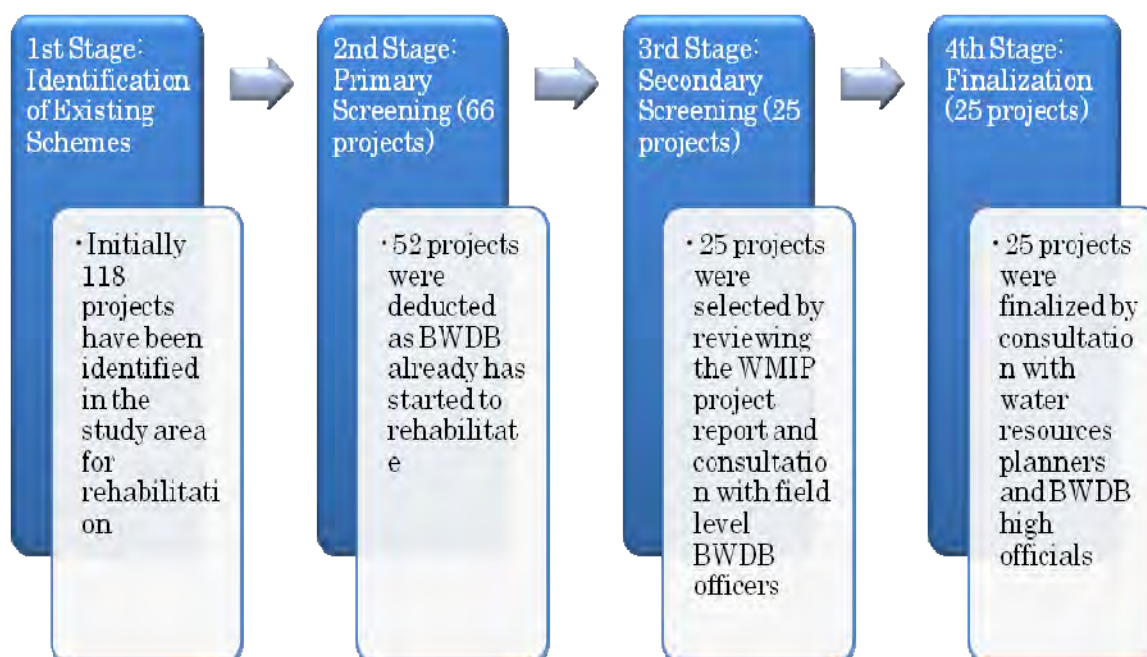 1st Stage:
Identification
of Existing
Schemes
· Initially
118
projects
have been
identified
in the
study area
for
rehabilitati
on
2nd Stage:
Primary
Screening (66
projects)
· 52 projects
were
deducted
as BWDB
already has
started to
rehabilitat
e
3rd Stage:
Secondary
Screening (25
projects)
· 25 projects
were
selected by
reviewing
the WMIP
project
report and
consultatio
n with field
level
BWDB
officers
4th Stage:
Finalization
(25 projects)
· 25 projects
were
finalized by
consultatio
n with
water
resources
planners
and BWDB
high
officials